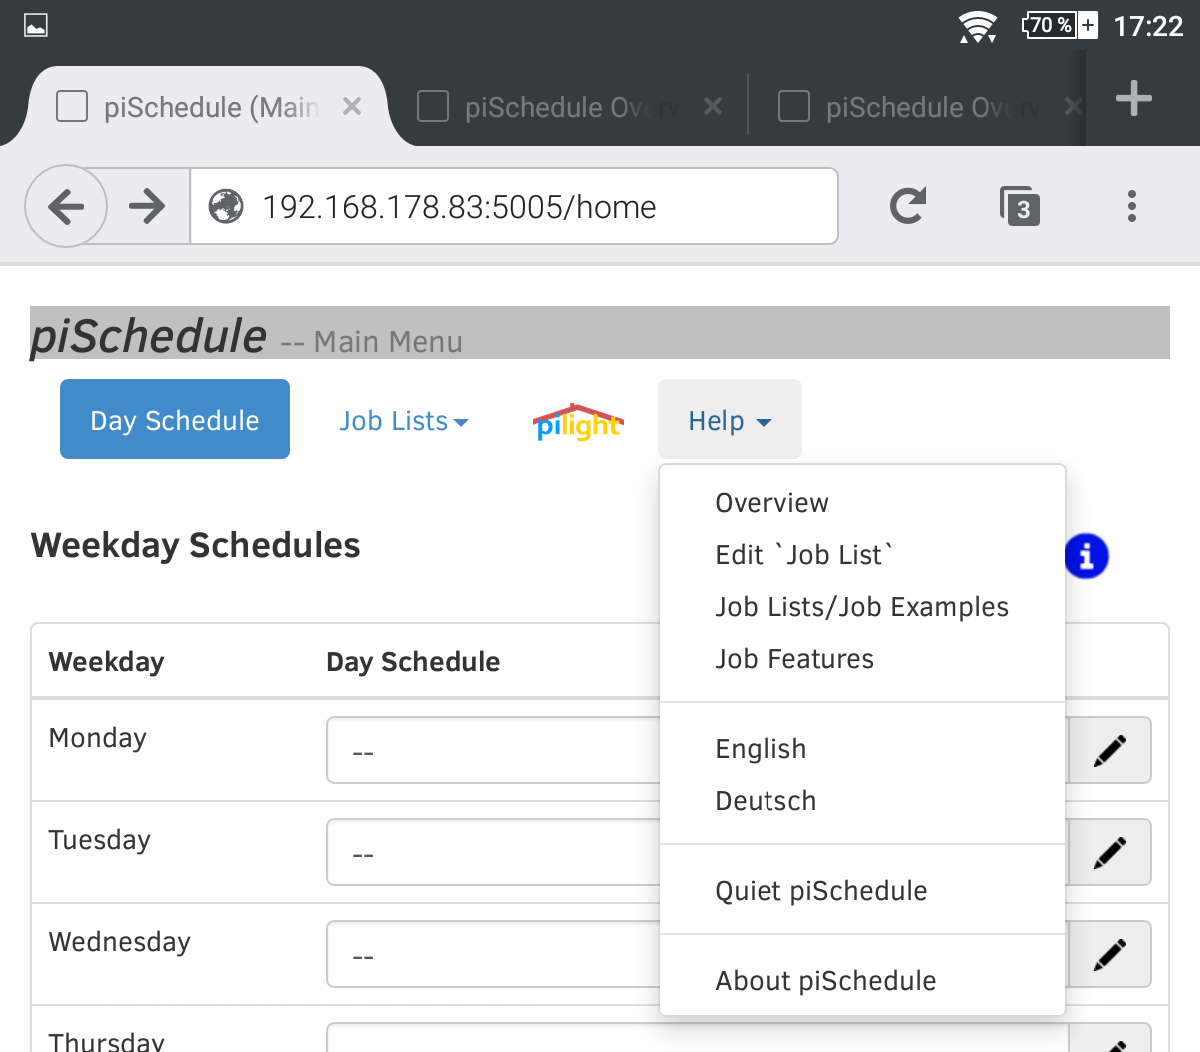 70 % + 17:22
piSchedule (Main
piSchedule Overv
piSchedule Overv
192.168.178.83:5005/home
3
piSchedule -- Main Menu
Day Schedule
Job Lists
pilight
Help
Overview
Edit `Job List`
Job Lists/Job Examples
Job Features
English
Deutsch
Quiet piSchedule
About piSchedule
Weekday Schedules
i
Weekday
Day Schedule
Monday
--
Tuesday
--
Wednesday
--
Thursday